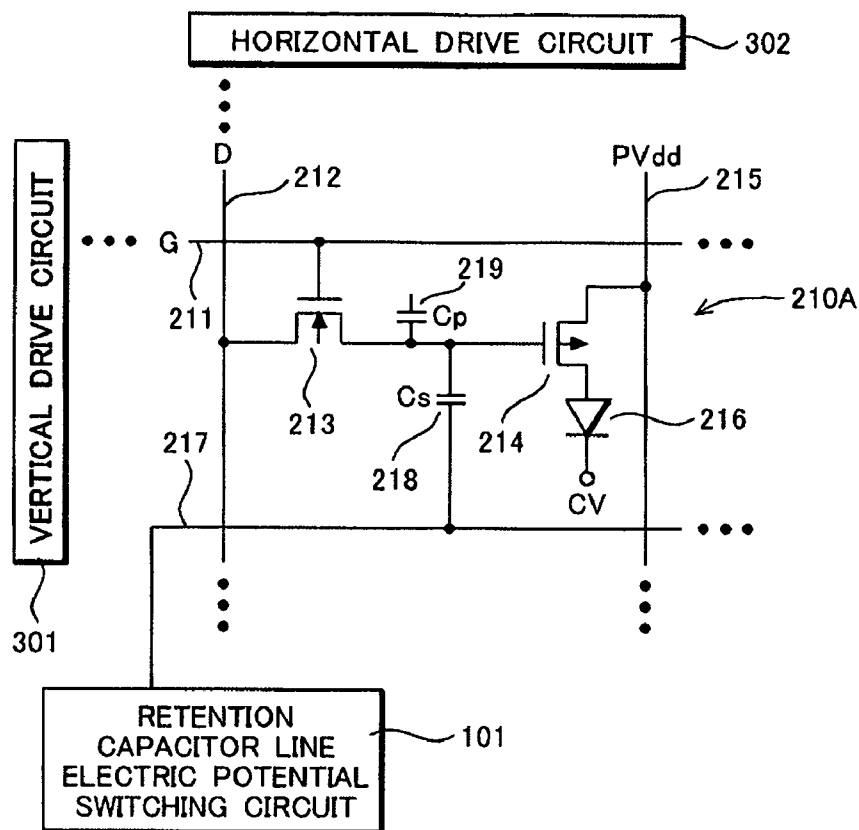 HORIZONTAL DRIVE CIRCUIT
302
D
PVdd
212
215
VERTICAL DRIVE CIRCUIT
G
219
210A
211
Cp
Cs
213
214
216
217
218
CV
301
RETENTION
CAPACITOR LINE
ELECTRIC POTENTIAL
SWITCHING CIRCUIT
101